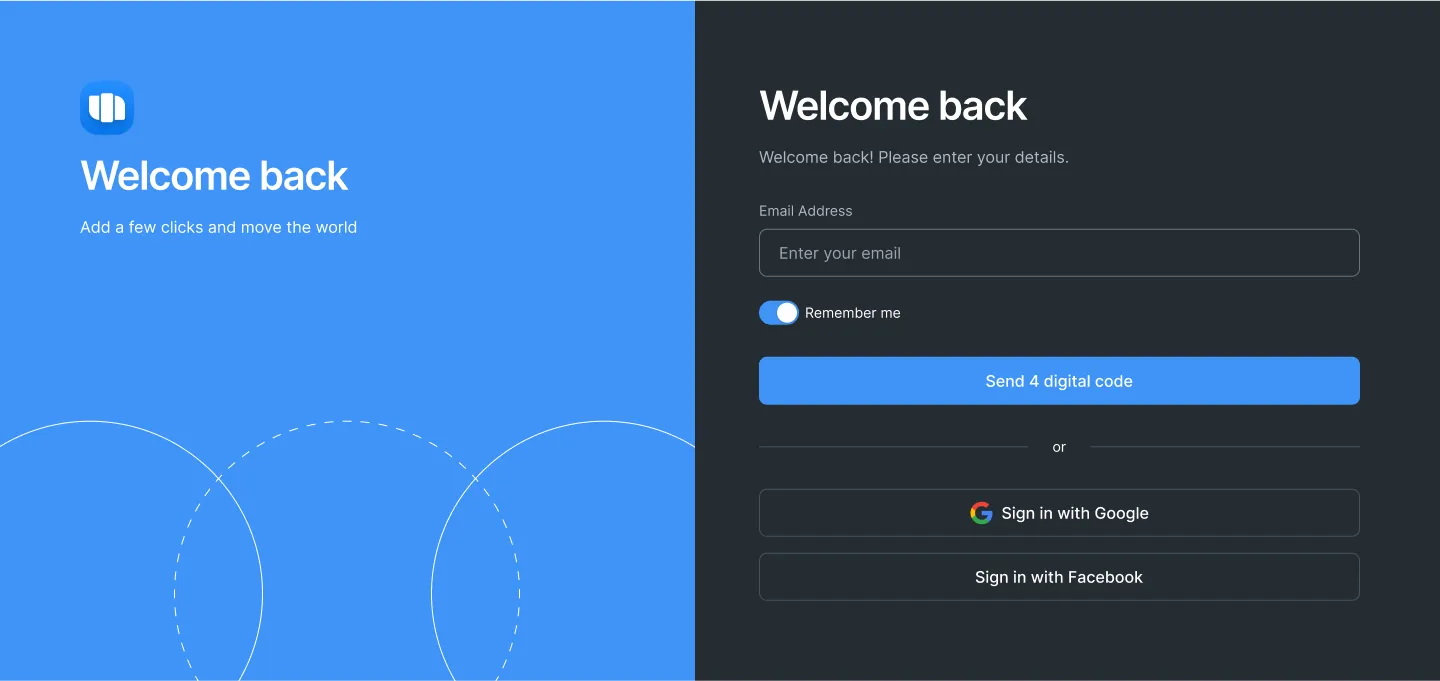 Welcome back
Add a few clicks and move the world
Welcome back
Welcome back! Please enter your details.
Email Address
Enter your email
Remember me
Send 4 digital code
or
Sign in with Google
Sign in with Facebook